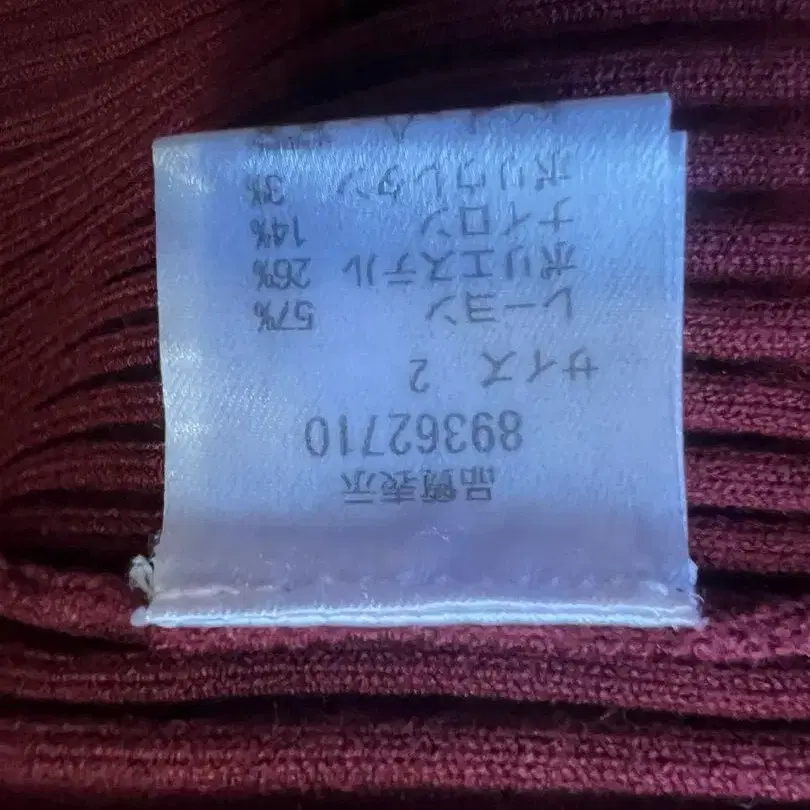 品質表示
89362710
サイズ 2
レーヨン 57%
ポリエステル 26%
ナイロン 14%
ポリウレタン 3%